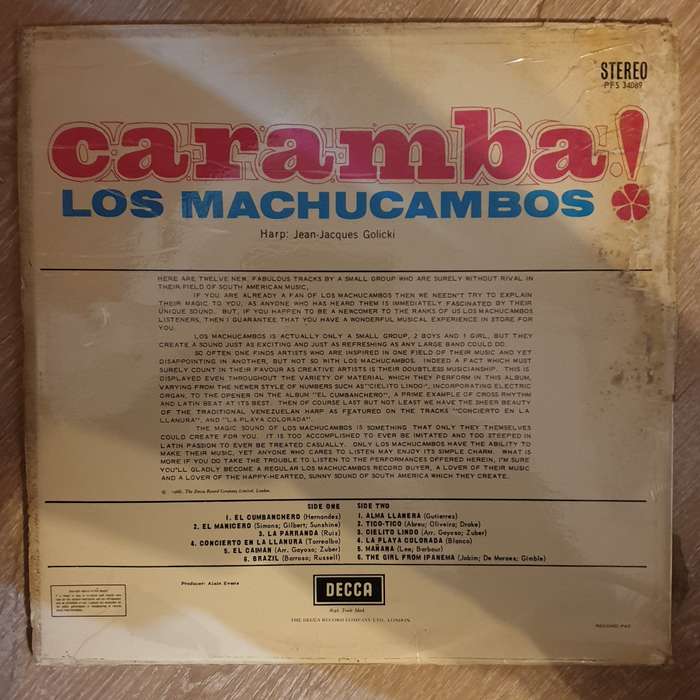 STEREO
PFS 34089
caramba!
LOS MACHUCAMBOS
Harp: Jean-Jacques Golicki
HERE ARE TWELVE NEW, FABULOUS TRACKS BY A SMALL GROUP WHO ARE SURELY WITHOUT RIVAL IN
THEIR FIELD OF SOUTH AMERICAN MUSIC,
IF YOU ARE ALREADY A FAN OF LOS MACHUCAMBOS THEN WE NEEDN'T TRY TO EXPLAIN
THEIR MAGIC TO YOU, AS ANYONE WHO HAS HEARD THEM IS IMMEDIATELY FASCINATED BY THEIR
UNIQUE SOUND. BUT, IF YOU HAPPEN TO BE A NEWCOMER TO THE RANKS OF US LOS MACHUCAMBOS
LISTENERS, THEN I GUARANTEE THAT YOU HAVE A WONDERFUL MUSICAL EXPERIENCE IN STORE FOR
YOU.
LOS MACHUCAMBOS IS ACTUALLY ONLY A SMALL GROUP, 2 BOYS AND 1 GIRL, BUT THEY
CREATE A SOUND JUST AS EXCITING AND JUST AS REFRESHING AS ANY LARGE BAND COULD DO.
SO OFTEN ONE FINDS ARTISTS WHO ARE INSPIRED IN ONE FIELD OF THEIR MUSIC AND YET
DISAPPOINTING IN ANOTHER, BUT NOT SO WITH LOS MACHUCAMBOS. INDEED A FACT WHICH MUST
SURELY COUNT IN THEIR FAVOUR AS CREATIVE ARTISTS IS THEIR DOUBTLESS MUSICIANSHIP. THIS IS
DISPLAYED EVEN THROUGHOUT THE VARIETY OF MATERIAL WHICH THEY PERFORM IN THIS ALBUM,
VARYING FROM THE NEWER STYLE OF NUMBERS SUCH AS "CIELITO LINDO", INCORPORATING ELECTRIC
ORGAN, TO THE OPENER ON THE ALBUM "EL CUMBANCHERO", A PRIME EXAMPLE OF CROSS RHYTHM
AND LATIN BEAT AT ITS BEST. THEN OF COURSE LAST BUT NOT LEAST WE HAVE THE SHEER BEAUTY
OF THE TRADITIONAL VENEZUELAN HARP AS FEATURED ON THE TRACKS "CONCIERTO EN LA
LLANURA", AND "LA PLAYA COLORADA".
THE MAGIC SOUND OF LOS MACHUCAMBOS IS SOMETHING THAT ONLY THEY THEMSELVES
COULD CREATE FOR YOU. IT IS TOO ACCOMPLISHED TO EVER BE IMITATED AND TOO STEEPED IN
LATIN PASSION TO EVER BE TREATED CASUALLY. ONLY LOS MACHUCAMBOS HAVE THE ABILITY TO
MAKE THEIR MUSIC, YET ANYONE WHO CARES TO LISTEN MAY ENJOY ITS SIMPLE CHARM. WHAT IS
MORE IF YOU DO TAKE THE TROUBLE TO LISTEN TO THE PERFORMANCES OFFERED HEREIN, I'M SURE
YOU'LL GLADLY BECOME A REGULAR LOS MACHUCAMBOS RECORD BUYER, A LOVER OF THEIR MUSIC
AND A LOVER OF THE HAPPY-HEARTED, SUNNY SOUND OF SOUTH AMERICA WHICH THEY CREATE.
The Decca Record Company Limited, London.
SIDE ONE
1. EL CUMBANCHERO (Hernandez)
2. EL MANICERO (Simons; Gilbert; Sunshine)
3. LA PARRANDA (Ruiz)
4. CONCIERTO EN LA LLANURA (Torrealba)
5. EL CAIMAN (Arr. Gayoso; Zuber)
6. BRAZIL (Barroso; Russell)
SIDE TWO
1. ALMA LLANERA (Gutierrez)
2. TICO-TICO (Abreu; Oliveira; Drake)
3. CIELITO LINDO (Arr. Gayoso; Zuber)
4. LA PLAYA COLORADA (Blanco)
5. MAÑANA (Lee; Barbour)
6. THE GIRL FROM IPANEMA (Jobim; De Moraes; Gimble)
Producer: Alain Evans
DECCA
Regd. Trade Mark
THE DECCA RECORD COMPANY LTD., LONDON